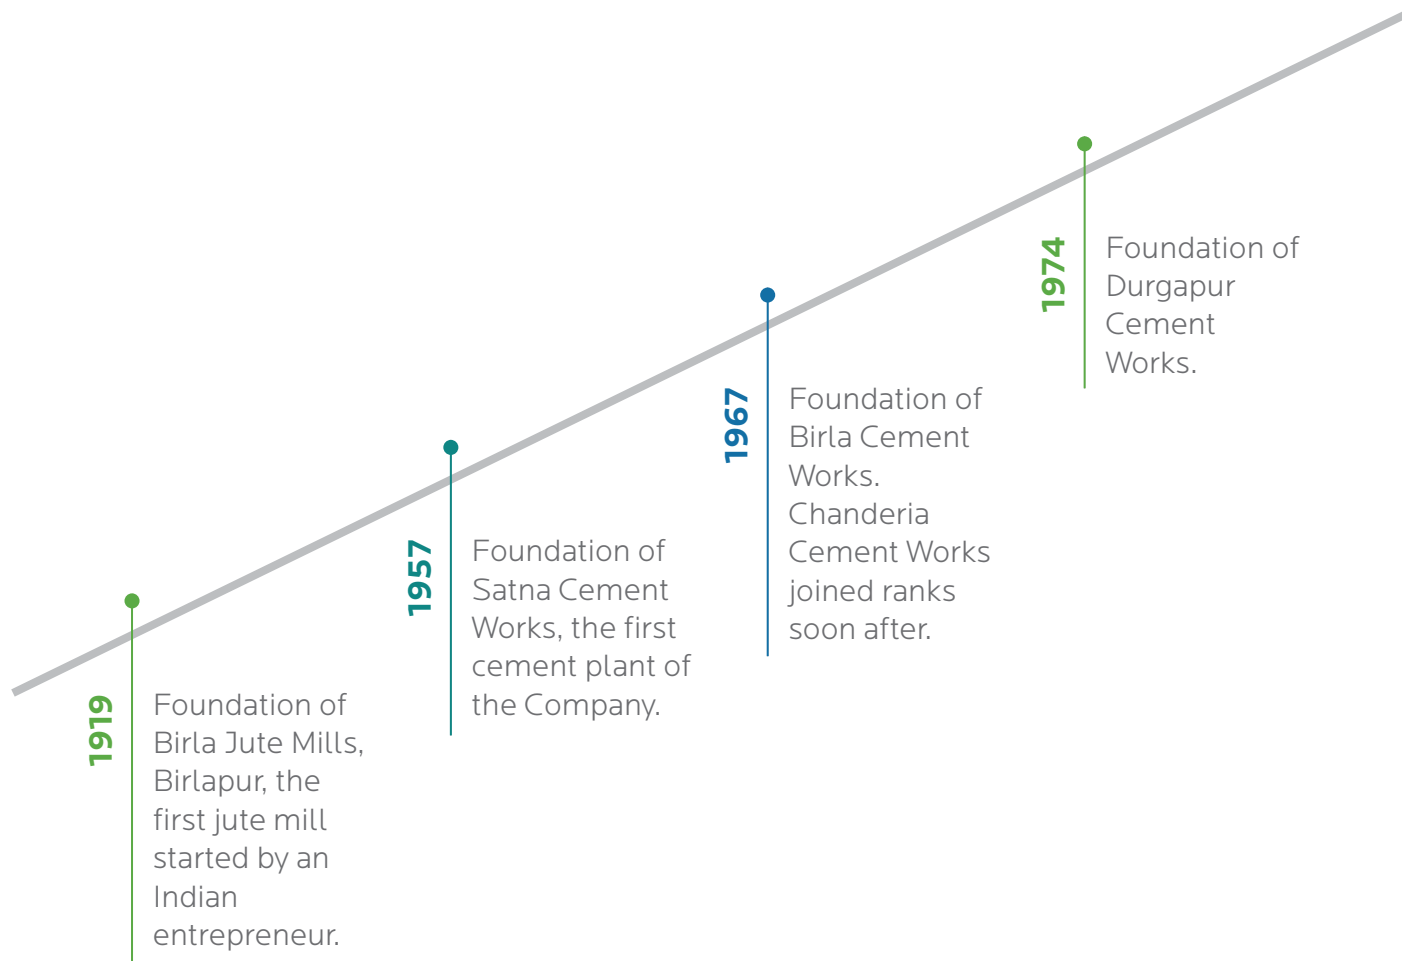 1919
Foundation of
Birla Jute Mills,
Birlapur, the
first jute mill
started by an
Indian
entrepreneur.
1957
Foundation of
Satna Cement
Works, the first
cement plant of
the Company.
1967
Foundation of
Birla Cement
Works.
Chanderia
Cement Works
joined ranks
soon after.
1974
Foundation of
Durgapur
Cement
Works.